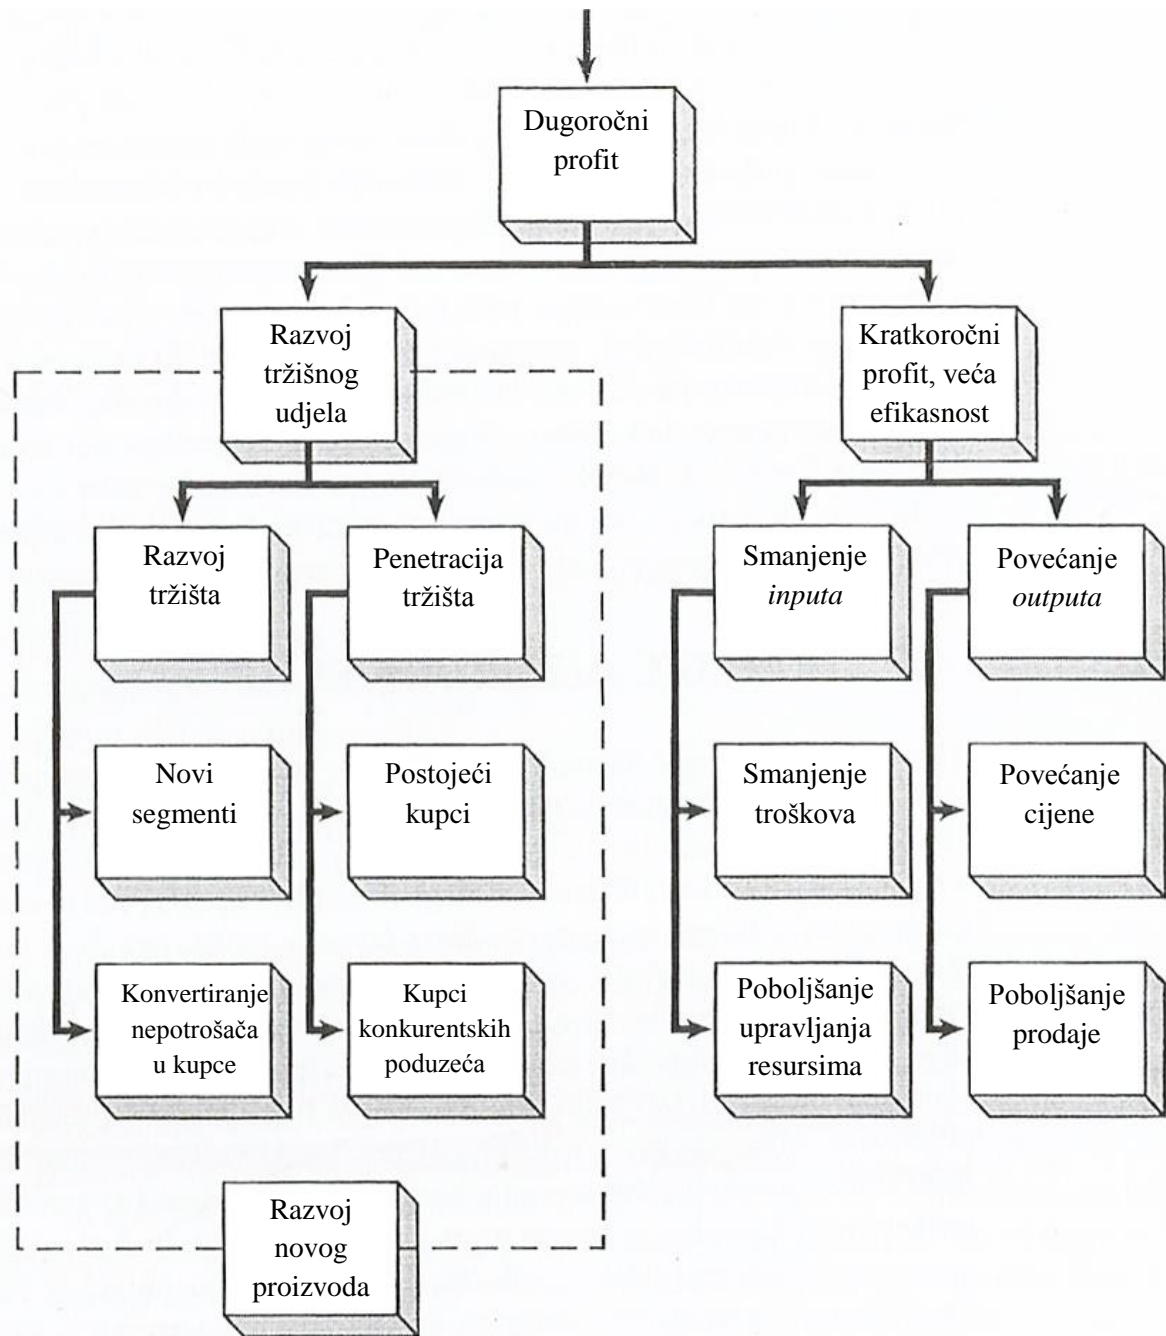 Dugoročni
profit
Razvoj
tržišnog
udjela
Kratkoročni
profit, veća
efikasnost
Razvoj
tržišta
Penetracija
tržišta
Smanjenje
inputa
Povećanje
outputa
Novi
segmenti
Postojeći
kupci
Smanjenje
troškova
Povećanje
cijene
Konvertiranje
nepotrošača
u kupce
Kupci
konkurentskih
poduzeća
Poboljšanje
upravljanja
resursima
Poboljšanje
prodaje
Razvoj
novog
proizvoda